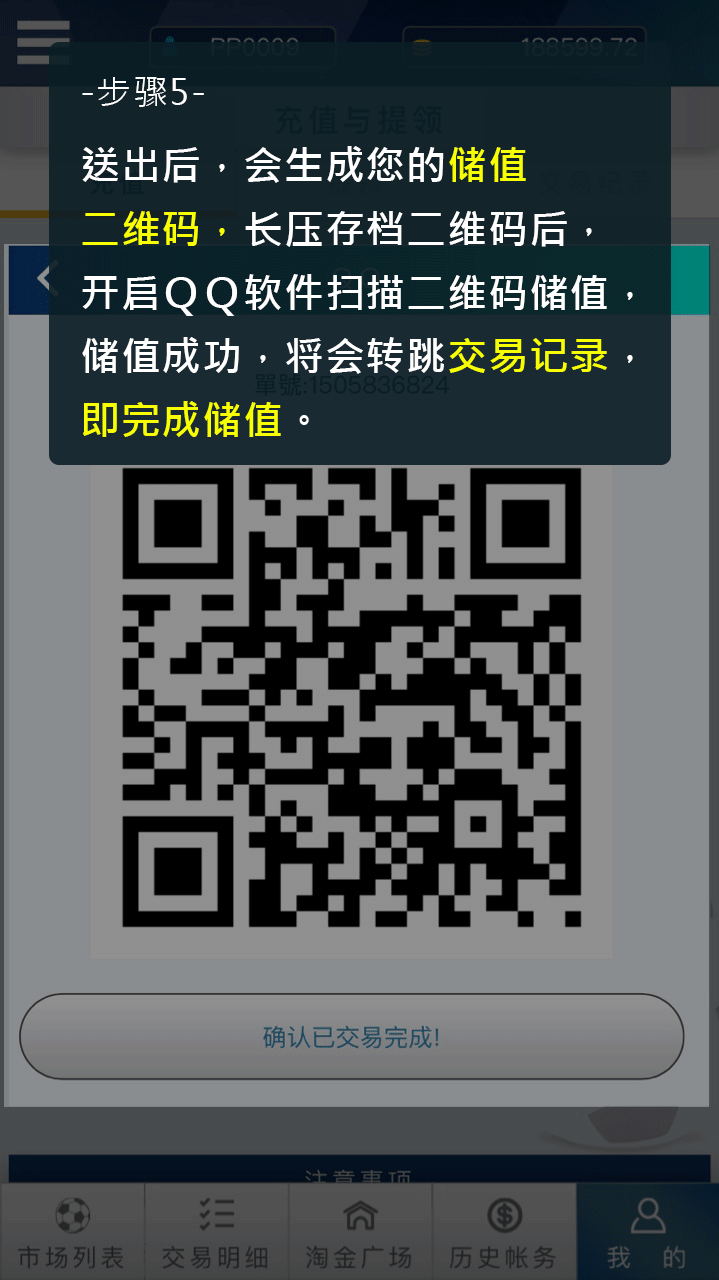 PP0009
188599.72
充值与提领
-步骤5-
送出后，会生成您的储值
二维码，长压存档二维码后，
开启ＱＱ软件扫描二维码储值，
储值成功，将会转跳交易记录，
即完成储值。
單號:1505836824
确认已交易完成!
注意事项
市场列表
交易明细
淘金广场
历史帐务
我 的